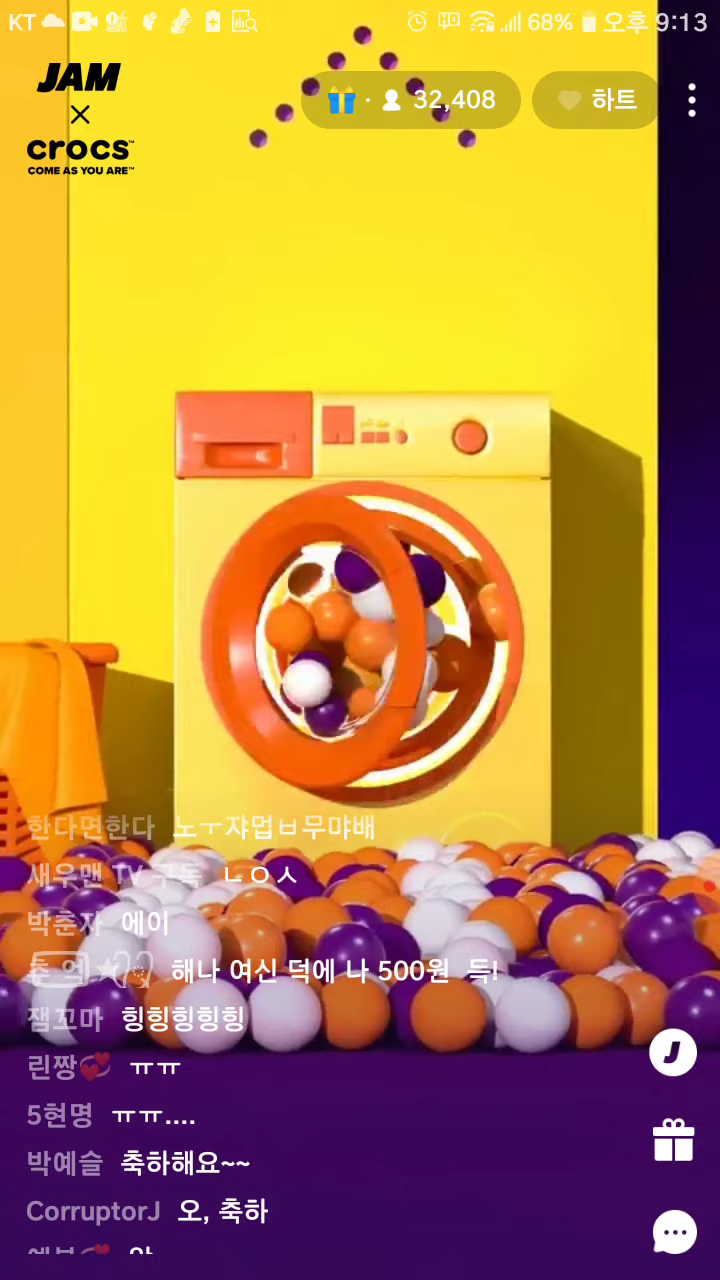 KT 68% 오후 9:13
JAM
×
crocs™
COME AS YOU ARE™
· 32,408
하트
한다면한다 노ㅜ쟈멉ㅂ무먀배
새우맨 TV 구독 ㄴㅇㅅ
박춘자 에이
해나 여신 덕에 나 500원 득!
잼꼬마 힝힝힝힝힝
린짱💞 ㅠㅠ
5현명 ㅠㅠ....
박예슬 축하해요~~
CorruptorJ 오, 축하
J